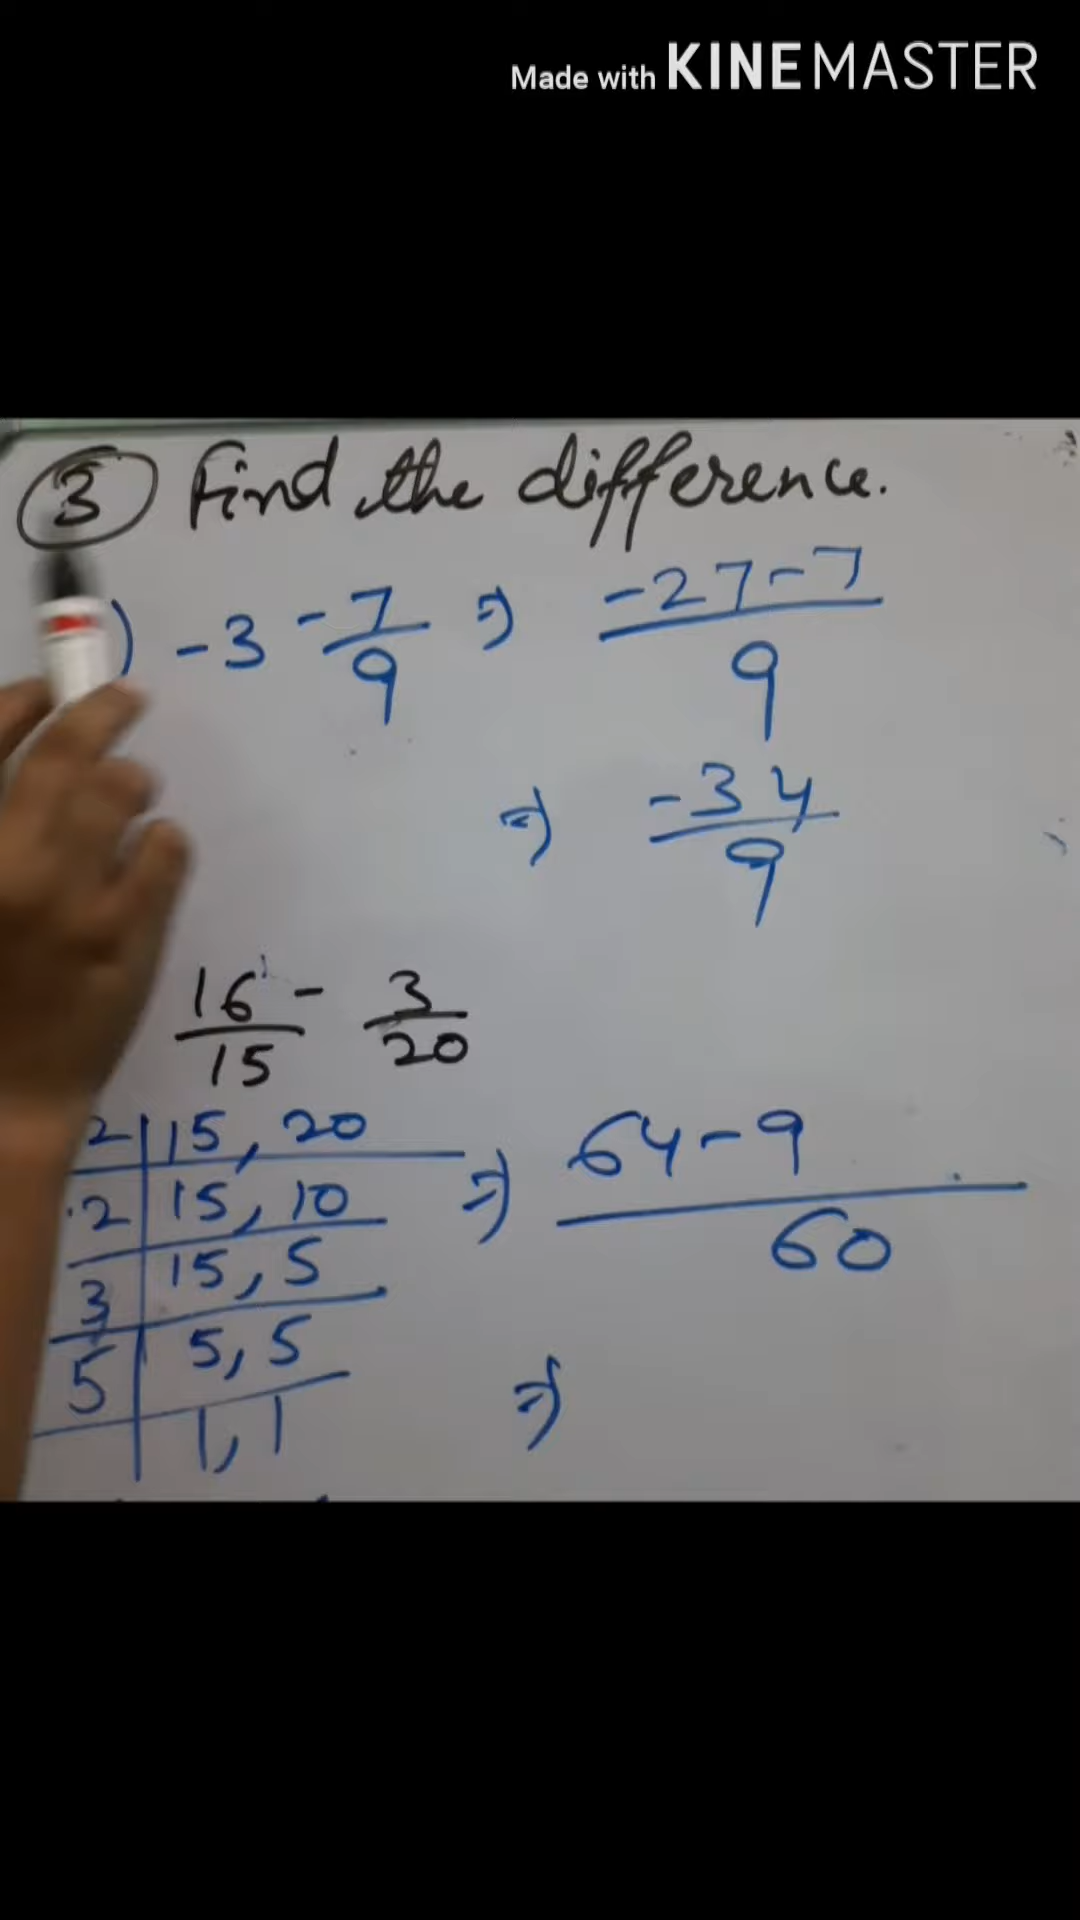 Made with KINEMASTER
3 Find the difference.
) -3 - 7/9 ⇒ -27-7/9
⇒ -34/9
16/15 - 3/20
2 | 15, 20
2 | 15, 10
3 | 15, 5
5 | 5, 5
1, 1
⇒ 64-9/60
⇒